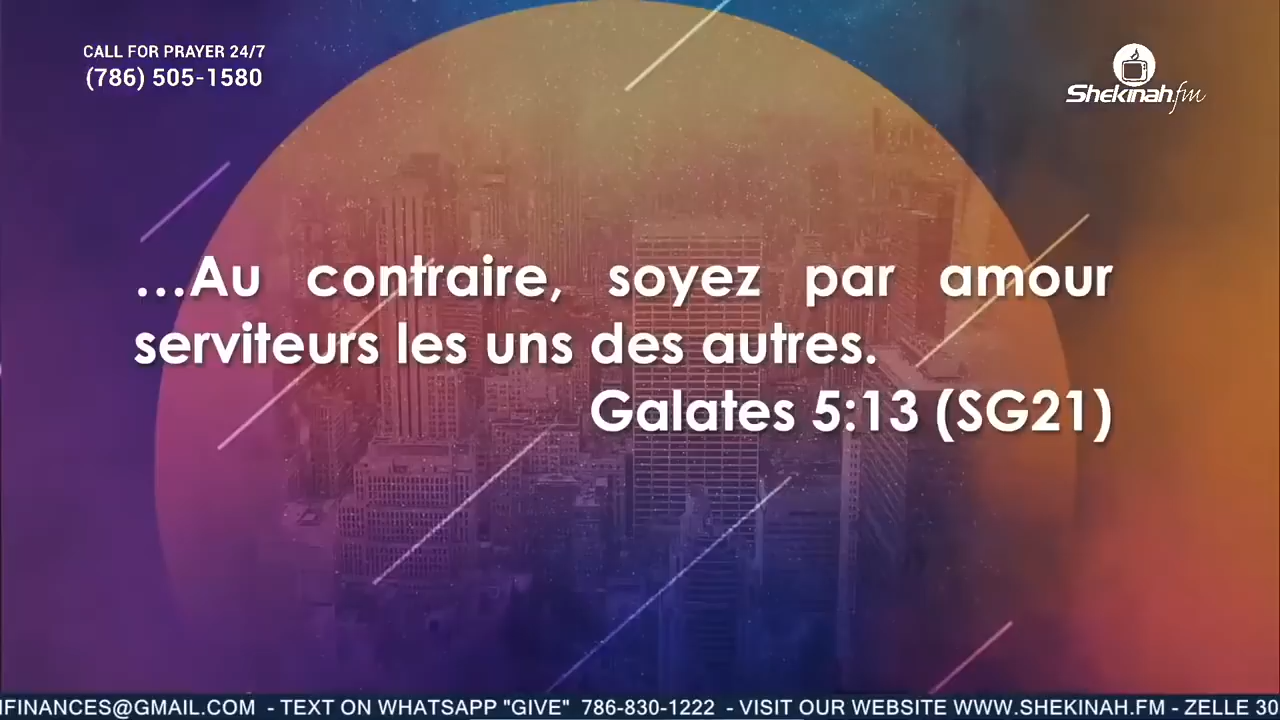 CALL FOR PRAYER 24/7
(786) 505-1580
Shekinah.fm
...Au contraire, soyez par amour
serviteurs les uns des autres.
Galates 5:13 (SG21)
FINANCES@GMAIL.COM - TEXT ON WHATSAPP "GIVE" 786-830-1222 - VISIT OUR WEBSITE WWW.SHEKINAH.FM - ZELLE 30